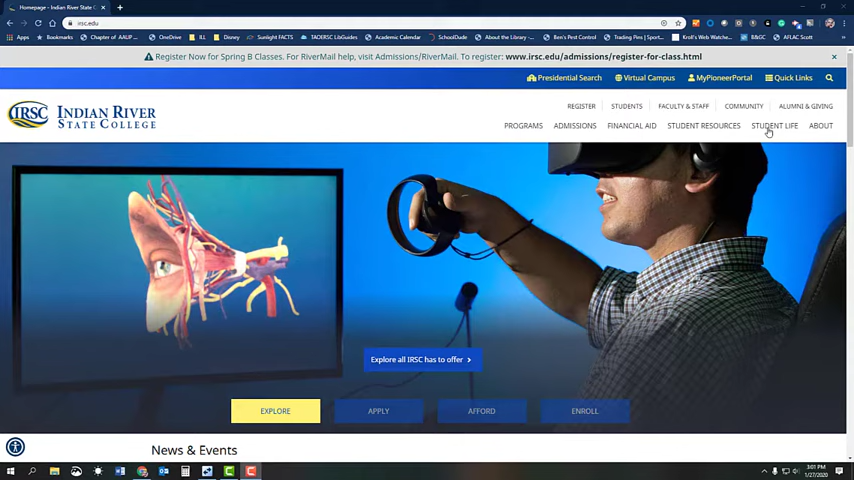 Homepage - Indian River State C
irsc.edu
Apps Bookmarks Chapter of AAUP ... OneDrive ILL Disney Sunlight FACTS TADERSC LibGuides Academic Calendar SchoolDude About the Library - ... Ben's Pont Control Trading Pins | Sport... Kroll's Web Watche... B&GC AFLAC Scott
Register Now for Spring B Classes. For RiverMail help, visit Admissions/RiverMail. To register: www.irsc.edu/admissions/register-for-class.html
Presidential Search Virtual Campus MyPioneerPortal Quick Links
REGISTER STUDENTS FACULTY & STAFF COMMUNITY ALUMNI & GIVING
IRSC INDIAN RIVER
STATE COLLEGE
PROGRAMS ADMISSIONS FINANCIAL AID STUDENT RESOURCES STUDENT LIFE ABOUT
Explore all IRSC has to offer
EXPLORE APPLY AFFORD ENROLL
News & Events
3:01 PM
1/27/2020